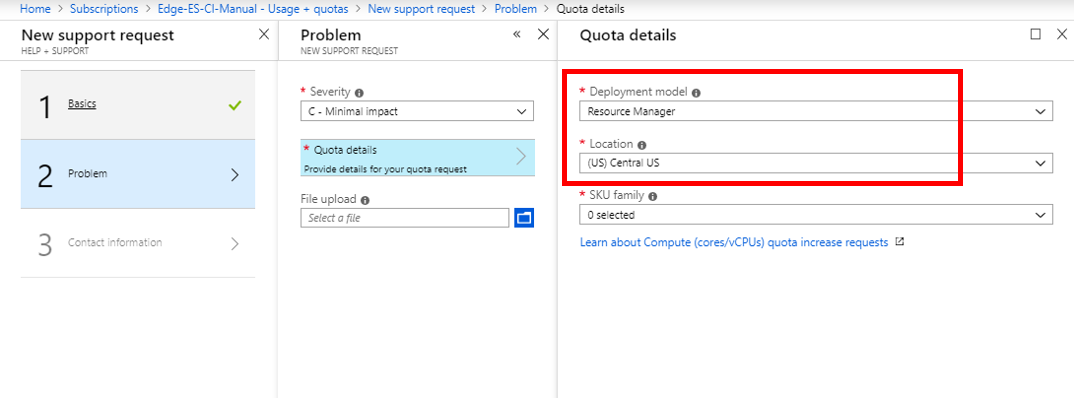 Home > Subscriptions > Edge-ES-CI-Manual - Usage + quotas > New support request > Problem > Quota details
New support request
HELP + SUPPORT
1 Basics
2 Problem
3 Contact information
Problem
NEW SUPPORT REQUEST
* Severity
C - Minimal impact
* Quota details
Provide details for your quota request
File upload
Select a file
Quota details
* Deployment model
Resource Manager
* Location
(US) Central US
* SKU family
0 selected
Learn about Compute (cores/vCPUs) quota increase requests